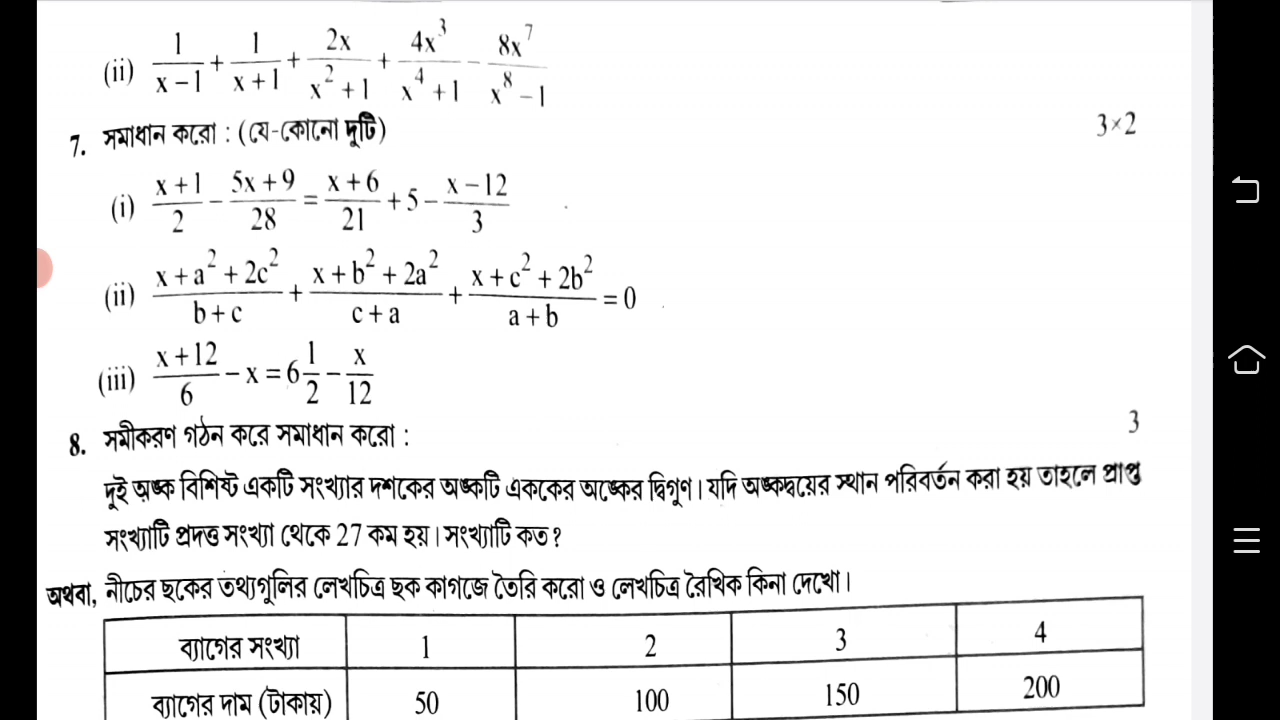 (ii) 1/(x-1) + 1/(x+1) + 2x/(x²+1) + 4x³/(x⁴+1) - 8x⁷/(x⁸-1)
7. সমাধান করো : (যে-কোনো দুটি) 3×2
(i) (x+1)/2 - (5x+9)/28 = (x+6)/21 + 5 - (x-12)/3
(ii) (x+a²+2c²)/(b+c) + (x+b²+2a²)/(c+a) + (x+c²+2b²)/(a+b) = 0
(iii) (x+12)/6 - x = 6 1/2 - x/12
8. সমীকরণ গঠন করে সমাধান করো : 3
দুই অঙ্ক বিশিষ্ট একটি সংখ্যার দশকের অঙ্কটি এককের অঙ্কের দ্বিগুণ। যদি অঙ্কদ্বয়ের স্থান পরিবর্তন করা হয় তাহলে প্রাপ্ত
সংখ্যাটি প্রদত্ত সংখ্যা থেকে 27 কম হয়। সংখ্যাটি কত?
অথবা, নীচের ছকের তথ্যগুলির লেখচিত্র ছক কাগজে তৈরি করো ও লেখচিত্র রৈখিক কিনা দেখো।
ব্যাগের সংখ্যা 1 2 3 4
ব্যাগের দাম (টাকায়) 50 100 150 200